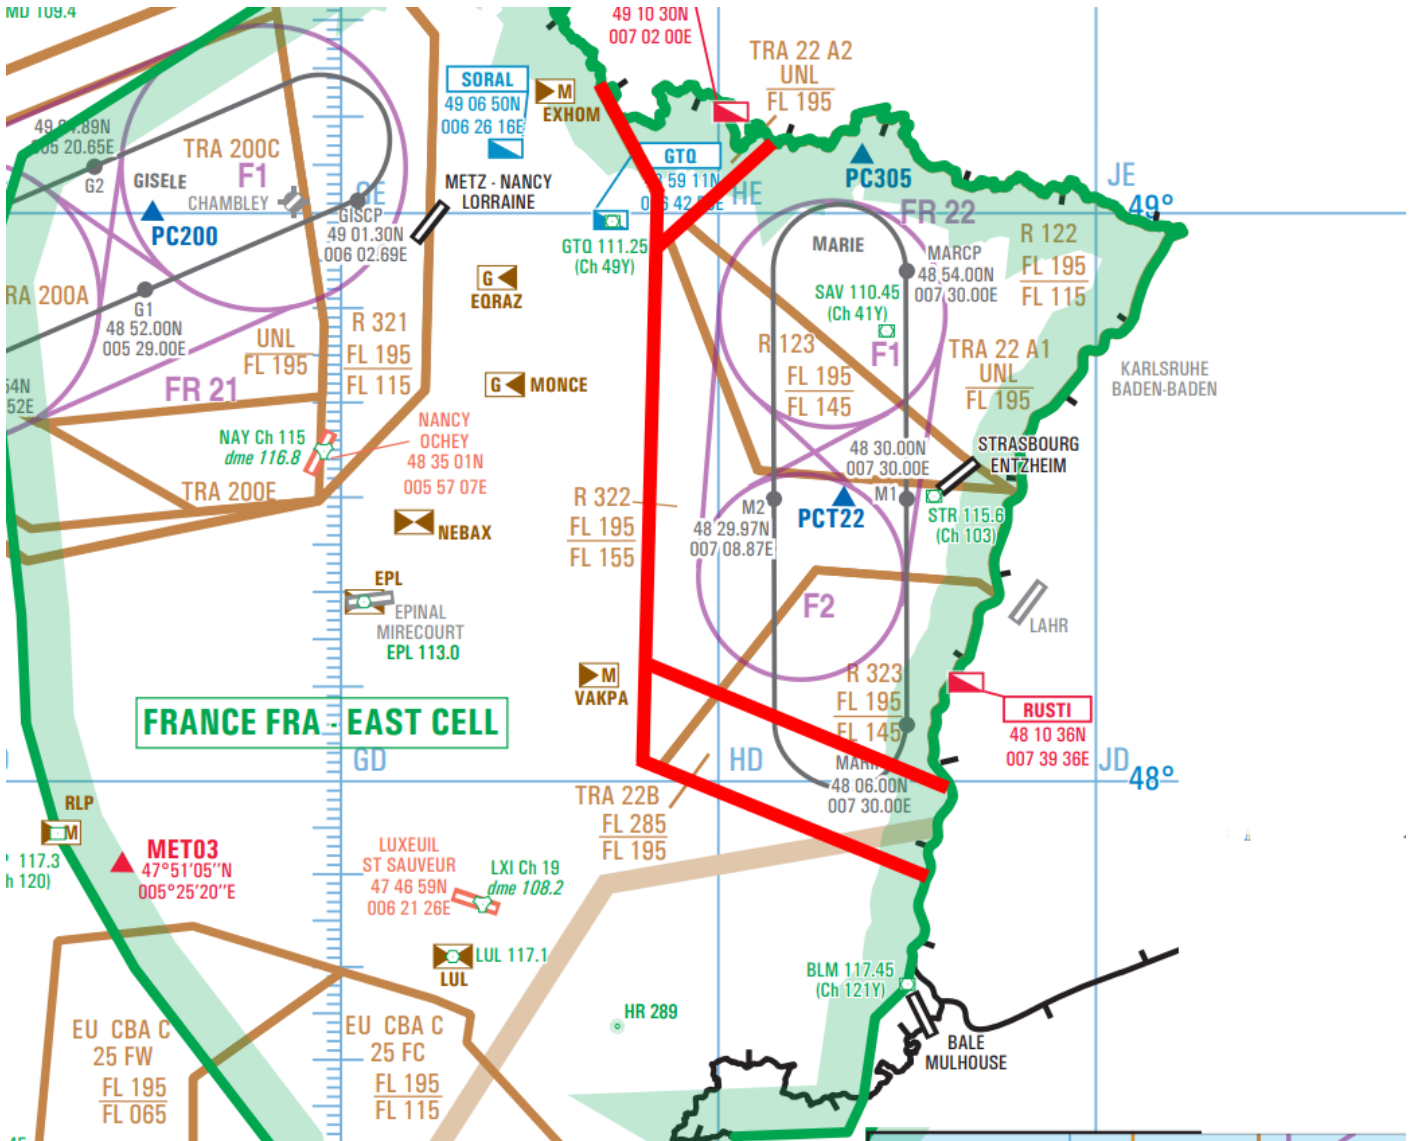 MD 109.4
49 10 30N
007 02 00E
TRA 22 A2
UNL
FL 195
SORAL
49 06 50N
006 26 16E
M
EXHOM
05 20.65E
G2
TRA 200C
F1
GISELE
CHAMBLEY
PC200
GE
GISCP
49 01.30N
006 02.69E
METZ - NANCY
LORRAINE
GTQ
59 11N
HE
GTQ 111.25
(Ch 49Y)
PC305
JE
49°
FR 22
MARIE
MARCP
48 54.00N
007 30.00E
R 122
FL 195
FL 115
G
EQRAZ
RA 200A
G1
48 52.00N
005 29.00E
SAV 110.45
(Ch 41Y)
R 321
FL 195
FL 115
UNL
FL 195
FR 21
R 123
FL 195
FL 145
F1
TRA 22 A1
UNL
FL 195
KARLSRUHE
BADEN-BADEN
54N
52E
G
MONCE
NAY Ch 115
dme 116.8
NANCY
OCHEY
48 35 01N
005 57 07E
48 30.00N
007 30.00E
STRASBOURG
ENTZHEIM
TRA 200E
R 322
FL 195
FL 155
M2
48 29.97N
007 08.87E
PCT22
M1
STR 115.6
(Ch 103)
NEBAX
EPL
EPINAL
MIRECOURT
EPL 113.0
F2
LAHR
M
VAKPA
R 323
FL 195
FL 145
RUSTI
48 10 36N
007 39 36E
FRANCE FRA - EAST CELL
GD
HD
JD
48°
48 06.00N
007 30.00E
TRA 22B
FL 285
FL 195
RLP
M
117.3
h 120)
MET03
47°51'05"N
005°25'20"E
LUXEUIL
ST SAUVEUR
47 46 59N
006 21 26E
LXI Ch 19
dme 108.2
LUL 117.1
LUL
BLM 117.45
(Ch 121Y)
HR 289
BALE
MULHOUSE
EU CBA C
25 FW
FL 195
FL 065
EU CBA C
25 FC
FL 195
FL 115